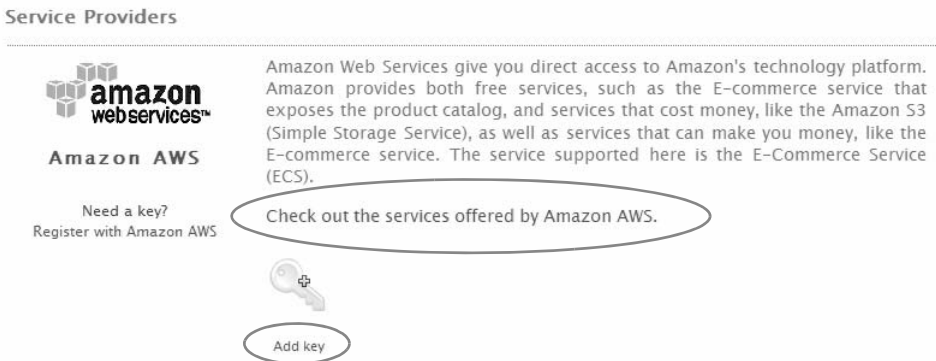 Service Providers
amazon
webservices™
Amazon AWS
Need a key?
Register with Amazon AWS
Amazon Web Services give you direct access to Amazon's technology platform.
Amazon provides both free services, such as the E-commerce service that
exposes the product catalog, and services that cost money, like the Amazon S3
(Simple Storage Service), as well as services that can make you money, like the
E-commerce service. The service supported here is the E-Commerce Service
(ECS).
Check out the services offered by Amazon AWS.
Add key